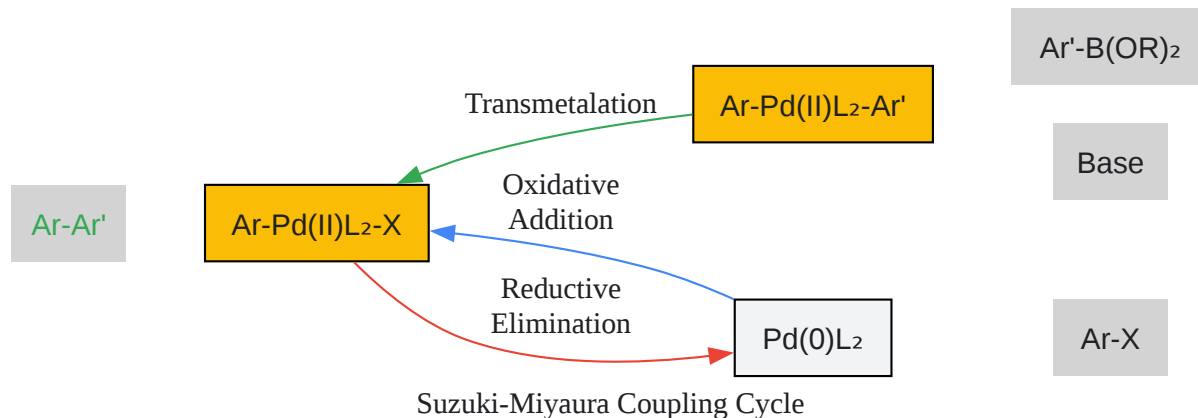 Ar'-B(OR)₂
Transmetalation
Ar-Pd(II)L₂-Ar'
Base
Oxidative
Addition
Ar-Ar'
Ar-Pd(II)L₂-X
Reductive
Elimination
Pd(0)L₂
Ar-X
Suzuki-Miyaura Coupling Cycle